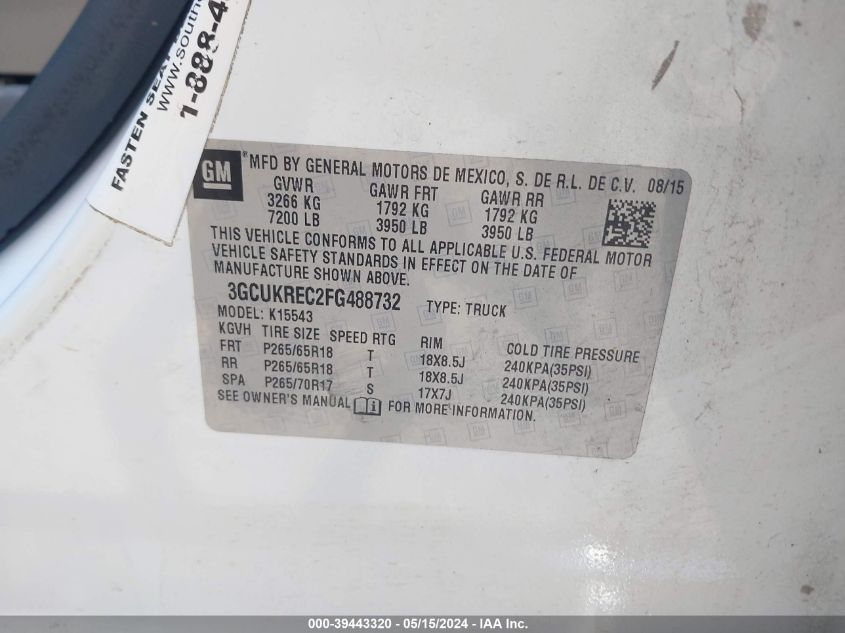 FASTEN SEAT
www.southe
1-888-4
GM ® MFD BY GENERAL MOTORS DE MEXICO, S. DE R.L. DE C.V. 08/15
GVWR GAWR FRT GAWR RR
3266 KG 1792 KG 1792 KG
7200 LB 3950 LB 3950 LB
THIS VEHICLE CONFORMS TO ALL APPLICABLE U.S. FEDERAL MOTOR
VEHICLE SAFETY STANDARDS IN EFFECT ON THE DATE OF
MANUFACTURE SHOWN ABOVE.
3GCUKREC2FG488732 TYPE: TRUCK
MODEL: K15543
KGVH TIRE SIZE SPEED RTG RIM COLD TIRE PRESSURE
FRT P265/65R18 T 18X8.5J 240KPA(35PSI)
RR P265/65R18 T 18X8.5J 240KPA(35PSI)
SPA P265/70R17 S 17X7J 240KPA(35PSI)
SEE OWNER'S MANUAL FOR MORE INFORMATION.
000-39443320 - 05/15/2024 - IAA Inc.